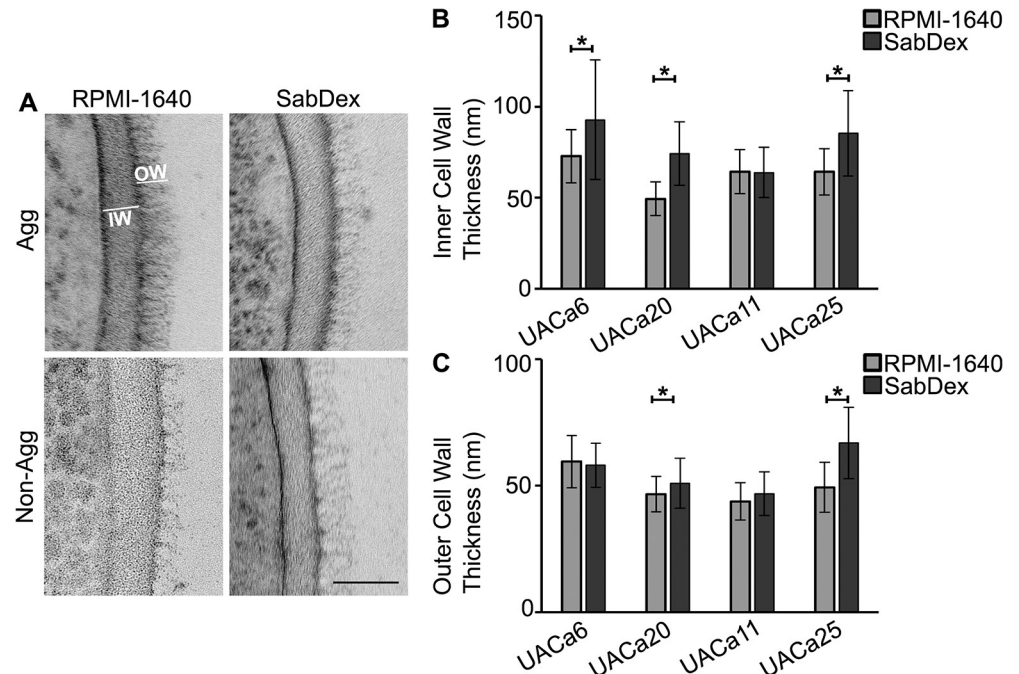 A
RPMI-1640
SabDex
Agg
OW
IW
Non-Agg
B
RPMI-1640
SabDex
Inner Cell Wall
Thickness (nm)
150
100
50
0
*
*
*
UACa6
UACa20
UACa11
UACa25
C
RPMI-1640
SabDex
Outer Cell Wall
Thickness (nm)
100
50
0
*
*
UACa6
UACa20
UACa11
UACa25